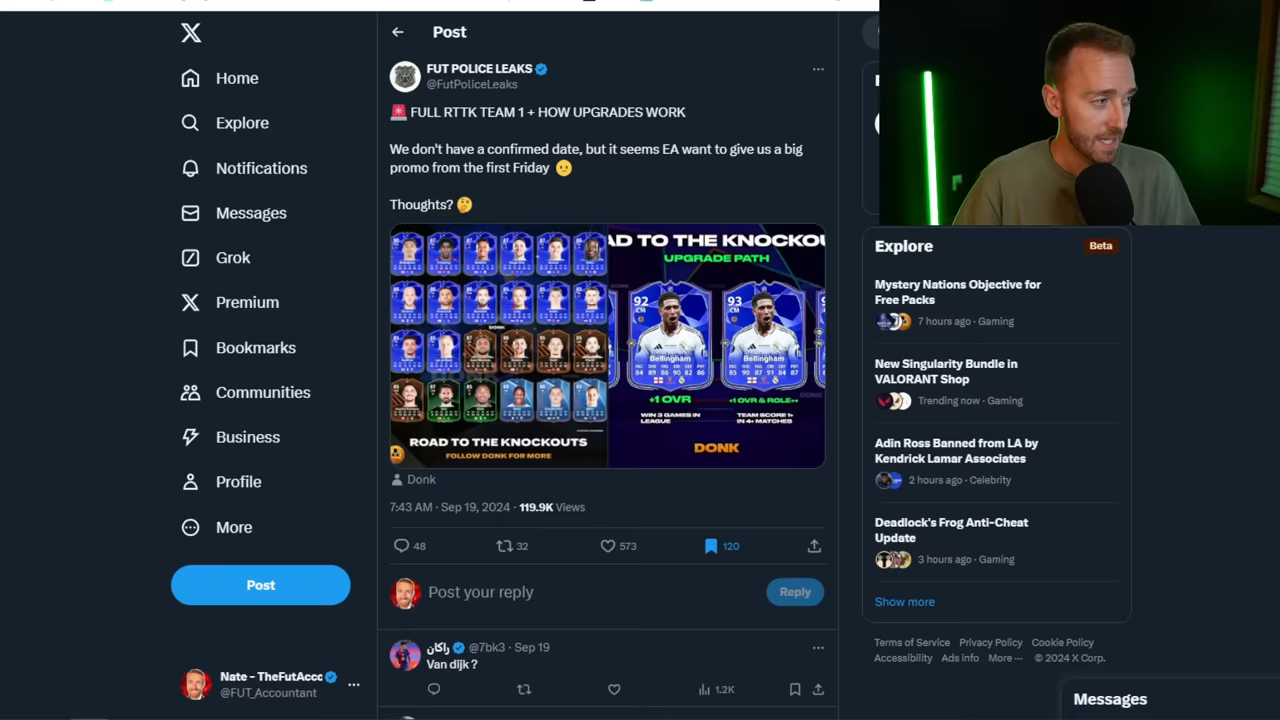 Post
FUT POLICE LEAKS
@FutPoliceLeaks
Home
Explore
Notifications
Messages
Grok
Premium
Bookmarks
Communities
Business
Profile
More
Post
Nate - TheFutAcc
@FUT_Accountant
🚨 FULL RTTK TEAM 1 + HOW UPGRADES WORK
We don't have a confirmed date, but it seems EA want to give us a big
promo from the first Friday 😕
Thoughts? 🤔
DONK
ROAD TO THE KNOCKOUTS
FOLLOW DONK FOR MORE
AD TO THE KNOCKOU
UPGRADE PATH
92
CM
Bellingham
93
CM
Bellingham
+1 OVR
WIN 3 GAMES IN
LEAGUE
+1 OVR & ROLE++
TEAM SCORE 1+
IN 4+ MATCHES
DONK
Donk
7:43 AM · Sep 19, 2024 · 119.9K Views
48
32
573
120
Post your reply
Reply
راكان @7bk3 · Sep 19
Van dijk ?
1.2K
Explore
Beta
Mystery Nations Objective for
Free Packs
7 hours ago · Gaming
New Singularity Bundle in
VALORANT Shop
Trending now · Gaming
Adin Ross Banned from LA by
Kendrick Lamar Associates
2 hours ago · Celebrity
Deadlock's Frog Anti-Cheat
Update
3 hours ago · Gaming
Show more
Terms of Service Privacy Policy Cookie Policy
Accessibility Ads info More ··· © 2024 X Corp.
Messages